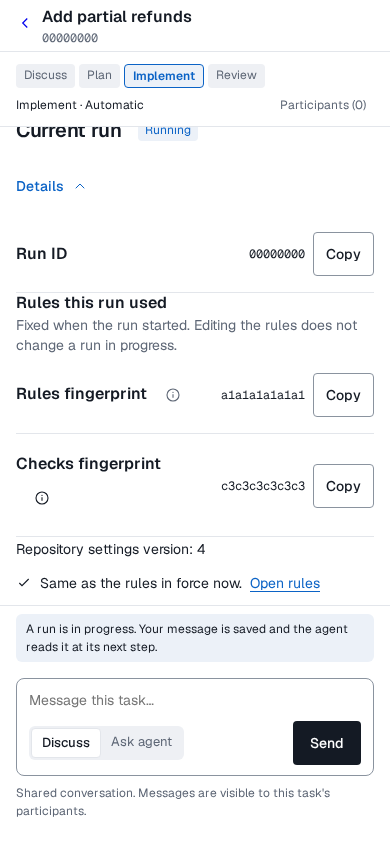 Add partial refunds
00000000
Discuss Plan Implement Review
Implement · Automatic Participants (0)
Current run Running
Details
Run ID 00000000 Copy
Rules this run used
Fixed when the run started. Editing the rules does not
change a run in progress.
Rules fingerprint a1a1a1a1a1a1 Copy
Checks fingerprint c3c3c3c3c3c3 Copy
Repository settings version: 4
Same as the rules in force now. Open rules
A run is in progress. Your message is saved and the agent
reads it at its next step.
Message this task…
Discuss Ask agent Send
Shared conversation. Messages are visible to this task's
participants.